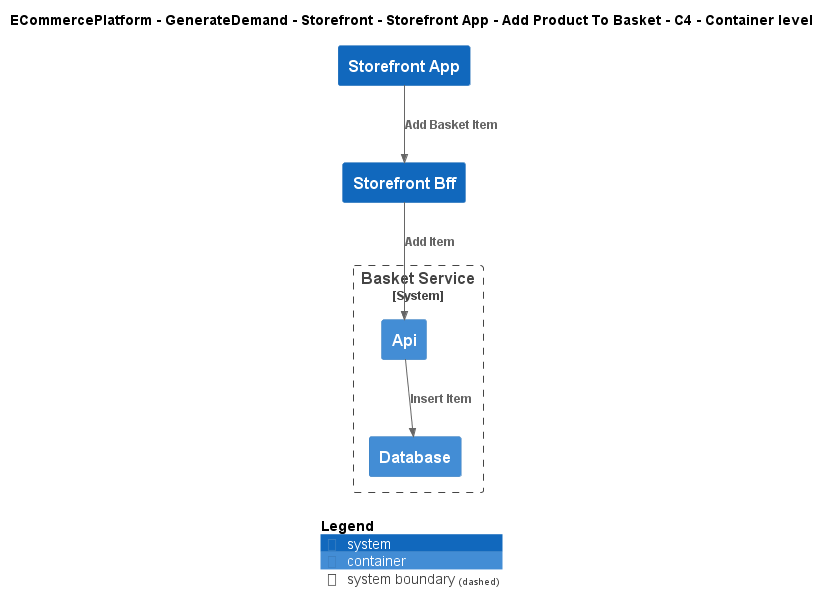 ECommercePlatform - GenerateDemand - Storefront - Storefront App - Add Product To Basket - C4 - Container level
Storefront App
Add Basket Item
Storefront Bff
Add Item
Basket Service
[System]
Api
Insert Item
Database
Legend
system
container
system boundary (dashed)